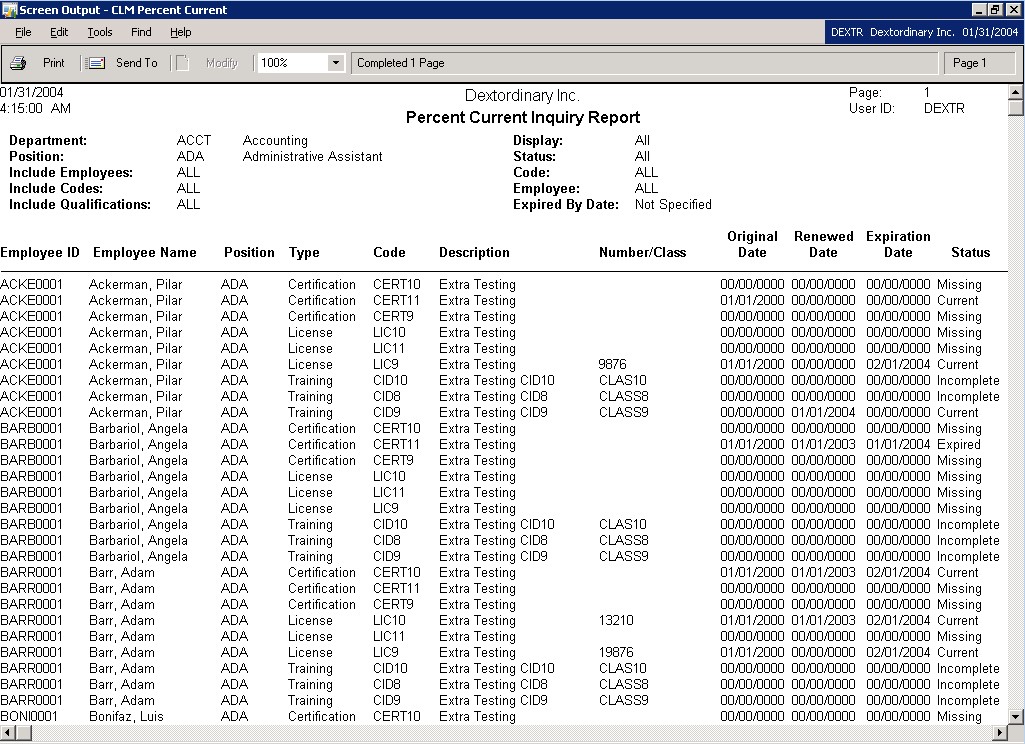 Screen Output - CLM Percent Current
File Edit Tools Find Help
DEXTR Dextordinary Inc. 01/31/2004
Print Send To Modify 100% Completed 1 Page Page 1
01/31/2004 Dextordinary Inc. Page: 1
4:15:00 AM Percent Current Inquiry Report User ID: DEXTR
Department: ACCT Accounting Display: All
Position: ADA Administrative Assistant Status: All
Include Employees: ALL Code: ALL
Include Codes: ALL Employee: ALL
Include Qualifications: ALL Expired By Date: Not Specified
Original Renewed Expiration
Employee ID Employee Name Position Type Code Description Number/Class Date Date Date Status
ACKE0001 Ackerman, Pilar ADA Certification CERT10 Extra Testing 00/00/0000 00/00/0000 00/00/0000 Missing
ACKE0001 Ackerman, Pilar ADA Certification CERT11 Extra Testing 01/01/2000 00/00/0000 00/00/0000 Current
ACKE0001 Ackerman, Pilar ADA Certification CERT9 Extra Testing 00/00/0000 00/00/0000 00/00/0000 Missing
ACKE0001 Ackerman, Pilar ADA License LIC10 Extra Testing 00/00/0000 00/00/0000 00/00/0000 Missing
ACKE0001 Ackerman, Pilar ADA License LIC11 Extra Testing 00/00/0000 00/00/0000 00/00/0000 Missing
ACKE0001 Ackerman, Pilar ADA License LIC9 Extra Testing 9876 01/01/2000 00/00/0000 02/01/2004 Current
ACKE0001 Ackerman, Pilar ADA Training CID10 Extra Testing CID10 CLAS10 00/00/0000 00/00/0000 00/00/0000 Incomplete
ACKE0001 Ackerman, Pilar ADA Training CID8 Extra Testing CID8 CLASS8 00/00/0000 00/00/0000 00/00/0000 Incomplete
ACKE0001 Ackerman, Pilar ADA Training CID9 Extra Testing CID9 CLASS9 00/00/0000 01/01/2004 00/00/0000 Current
BARB0001 Barbariol, Angela ADA Certification CERT10 Extra Testing 00/00/0000 00/00/0000 00/00/0000 Missing
BARB0001 Barbariol, Angela ADA Certification CERT11 Extra Testing 01/01/2000 01/01/2003 01/01/2004 Expired
BARB0001 Barbariol, Angela ADA Certification CERT9 Extra Testing 00/00/0000 00/00/0000 00/00/0000 Missing
BARB0001 Barbariol, Angela ADA License LIC10 Extra Testing 00/00/0000 00/00/0000 00/00/0000 Missing
BARB0001 Barbariol, Angela ADA License LIC11 Extra Testing 00/00/0000 00/00/0000 00/00/0000 Missing
BARB0001 Barbariol, Angela ADA License LIC9 Extra Testing 00/00/0000 00/00/0000 00/00/0000 Missing
BARB0001 Barbariol, Angela ADA Training CID10 Extra Testing CID10 CLAS10 00/00/0000 00/00/0000 00/00/0000 Incomplete
BARB0001 Barbariol, Angela ADA Training CID8 Extra Testing CID8 CLASS8 00/00/0000 00/00/0000 00/00/0000 Incomplete
BARB0001 Barbariol, Angela ADA Training CID9 Extra Testing CID9 CLASS9 00/00/0000 00/00/0000 00/00/0000 Incomplete
BARR0001 Barr, Adam ADA Certification CERT10 Extra Testing 01/01/2000 01/01/2003 02/01/2004 Current
BARR0001 Barr, Adam ADA Certification CERT11 Extra Testing 00/00/0000 00/00/0000 00/00/0000 Missing
BARR0001 Barr, Adam ADA Certification CERT9 Extra Testing 00/00/0000 00/00/0000 00/00/0000 Missing
BARR0001 Barr, Adam ADA License LIC10 Extra Testing 13210 01/01/2000 01/01/2003 02/01/2004 Current
BARR0001 Barr, Adam ADA License LIC11 Extra Testing 00/00/0000 00/00/0000 00/00/0000 Missing
BARR0001 Barr, Adam ADA License LIC9 Extra Testing 19876 01/01/2000 00/00/0000 02/01/2004 Current
BARR0001 Barr, Adam ADA Training CID10 Extra Testing CID10 CLAS10 00/00/0000 00/00/0000 00/00/0000 Incomplete
BARR0001 Barr, Adam ADA Training CID8 Extra Testing CID8 CLASS8 00/00/0000 00/00/0000 00/00/0000 Incomplete
BARR0001 Barr, Adam ADA Training CID9 Extra Testing CID9 CLASS9 00/00/0000 00/00/0000 00/00/0000 Incomplete
BONI0001 Bonifaz, Luis ADA Certification CERT10 Extra Testing 00/00/0000 00/00/0000 00/00/0000 Missing